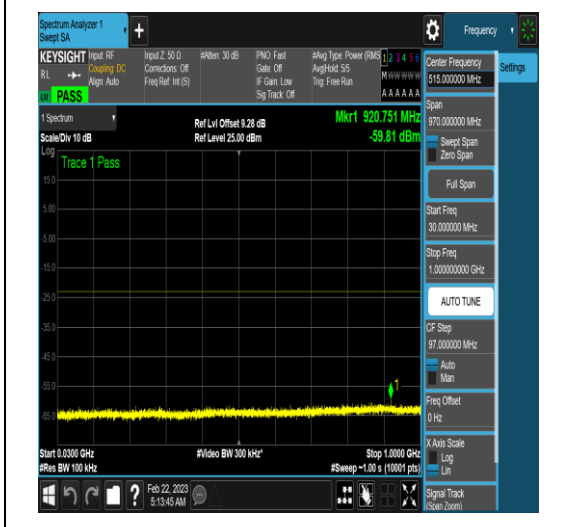 Spectrum Analyzer 1
Swept SA
+
Frequency
KEYSIGHT
RL
PASS
Input: RF
Coupling: DC
Align: Auto
Input Z: 50 Ω
Corrections: Off
Freq Ref: Int (S)
#Atten: 30 dB
PNO: Fast
Gate: Off
IF Gain: Low
Sig Track: Off
#Avg Type: Power (RMS)
Avg|Hold: 5/5
Trig: Free Run
1 2 3 4 5 6
M W W W W W
A A A A A A
1 Spectrum
Scale/Div 10 dB
Log
Ref Lvl Offset 9.28 dB
Ref Level 25.00 dBm
Mkr1 920.751 MHz
-59.81 dBm
Trace 1 Pass
15.0
5.00
-5.00
-15.0
-25.0
-35.0
-45.0
-55.0
-65.0
1
Start 0.0300 GHz
#Res BW 100 kHz
#Video BW 300 kHz*
Stop 1.0000 GHz
#Sweep ~1.00 s (10001 pts)
?
Feb 22, 2023
5:13:45 AM
Center Frequency
515.000000 MHz
Settings
Span
970.000000 MHz
Swept Span
Zero Span
Full Span
Start Freq
30.000000 MHz
Stop Freq
1.000000000 GHz
AUTO TUNE
CF Step
97.000000 MHz
Auto
Man
Freq Offset
0 Hz
X Axis Scale
Log
Lin
Signal Track
(Span Zoom)